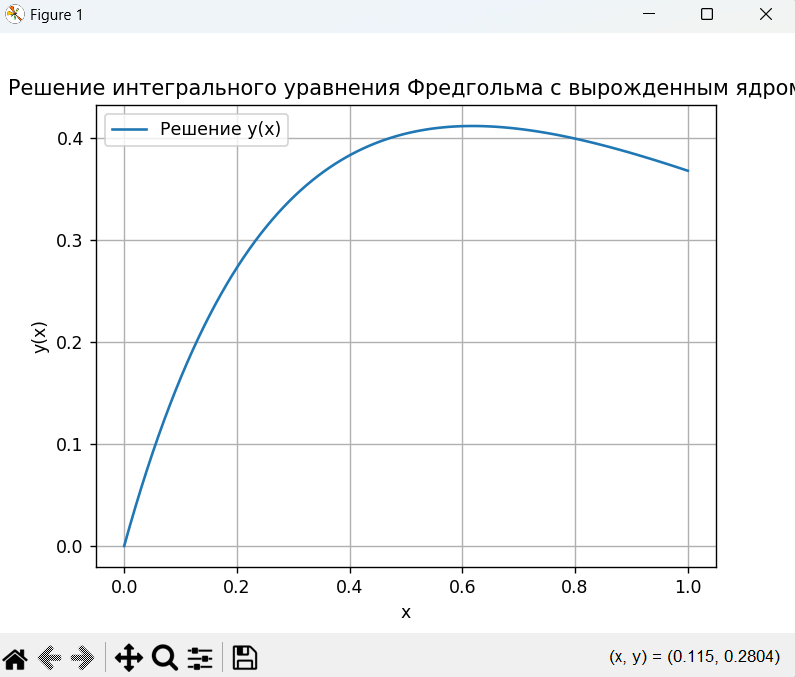 Figure 1
Решение интегрального уравнения Фредгольма с вырожденным ядром
Решение y(x)
0.4
0.3
0.2
0.1
0.0
y(x)
0.0 0.2 0.4 0.6 0.8 1.0
x
(x, y) = (0.115, 0.2804)